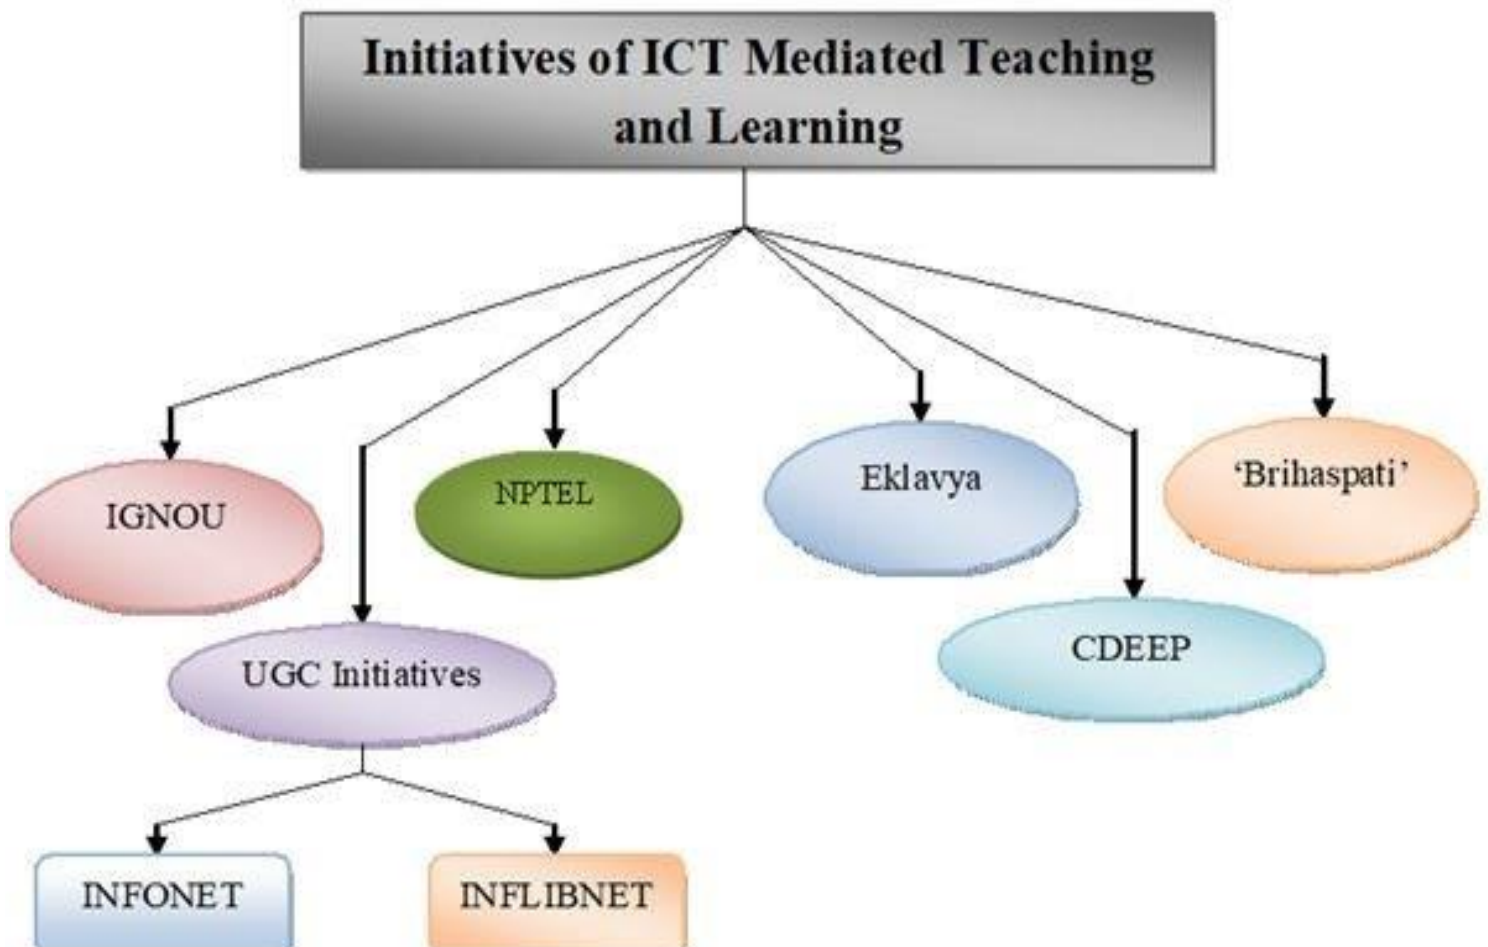 Initiatives of ICT Mediated Teaching
and Learning
IGNOU
NPTEL
Eklavya
‘Brihaspati’
UGC Initiatives
CDEEP
INFONET
INFLIBNET